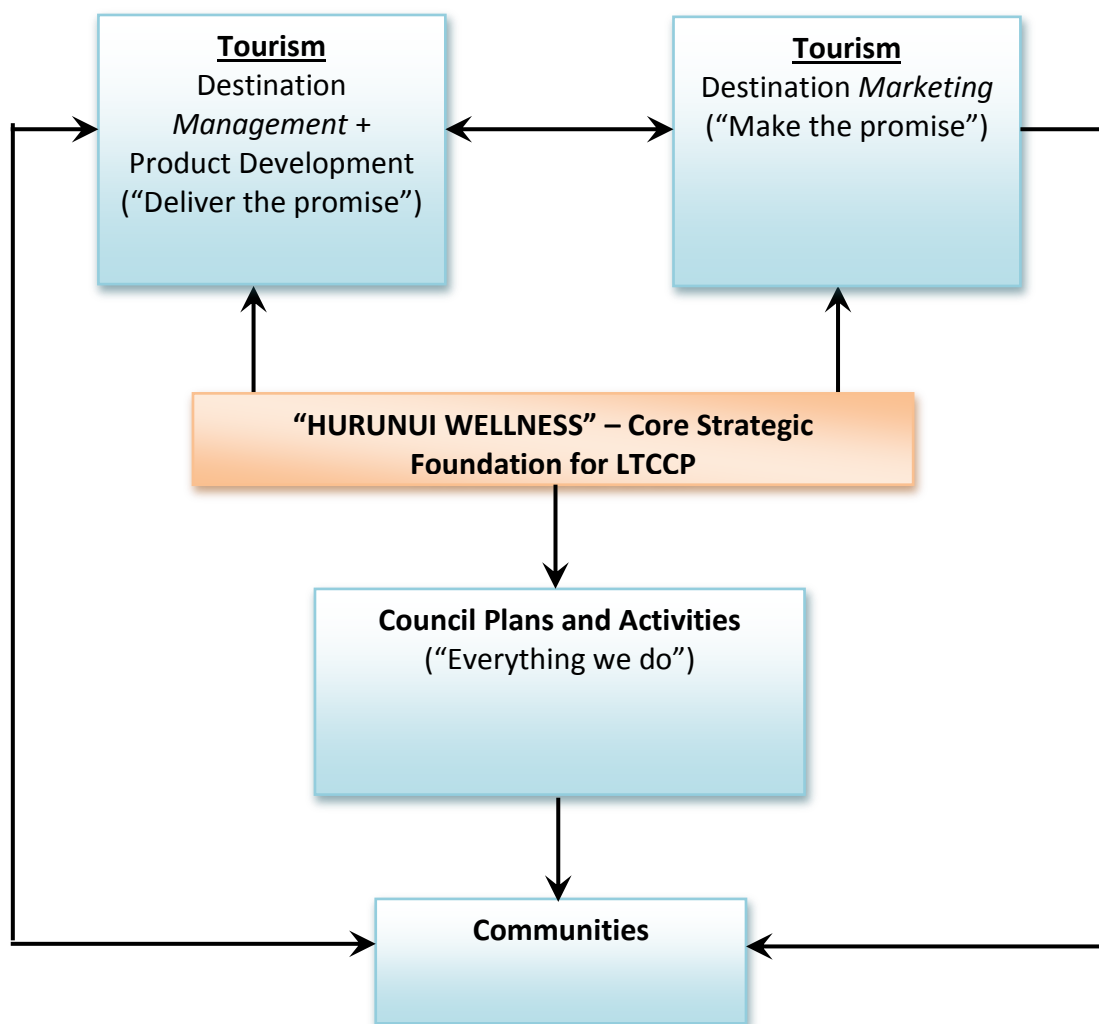 Tourism
Destination
Management +
Product Development
(“Deliver the promise”)
Tourism
Destination Marketing
(“Make the promise”)
“HURUNUI WELLNESS” – Core Strategic
Foundation for LTCCP
Council Plans and Activities
(“Everything we do”)
Communities